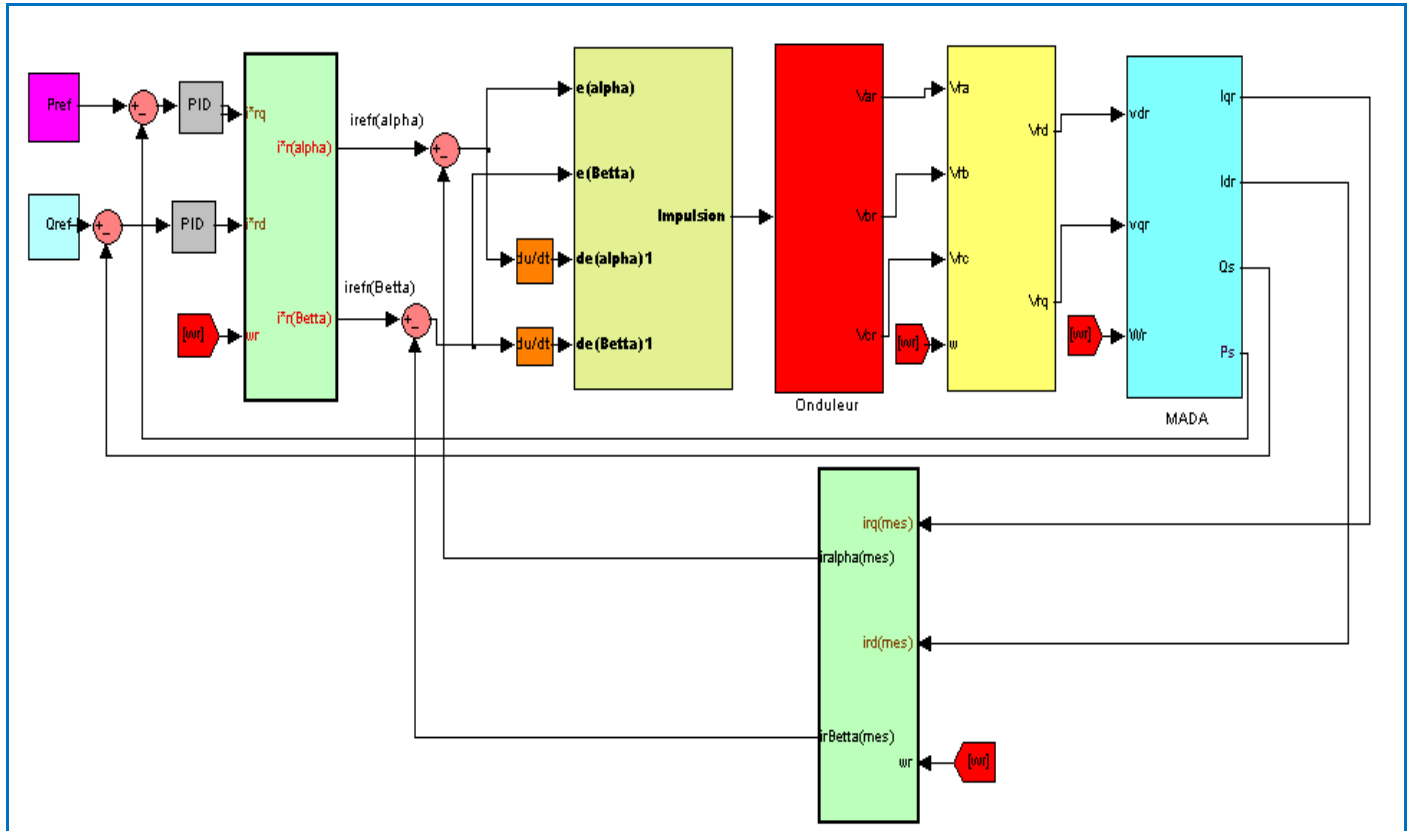 Pref
PID
i*rq
i*r(alpha)
irefr(alpha)
Qref
PID
i*rd
i*r(Betta)
irefr(Betta)
[wr]
wr
e(alpha)
e(Betta)
Impulsion
du/dt
de(alpha)1
du/dt
de(Betta)1
Var
Vbr
Vbr
Onduleur
Vra
Vrb
Vrc
[wr]
w
Vrd
Vrq
vdr
vqr
[wr]
Wr
Iqr
Idr
Qs
Ps
MADA
irq(mes)
iralpha(mes)
ird(mes)
irBetta(mes)
wr
[wr]